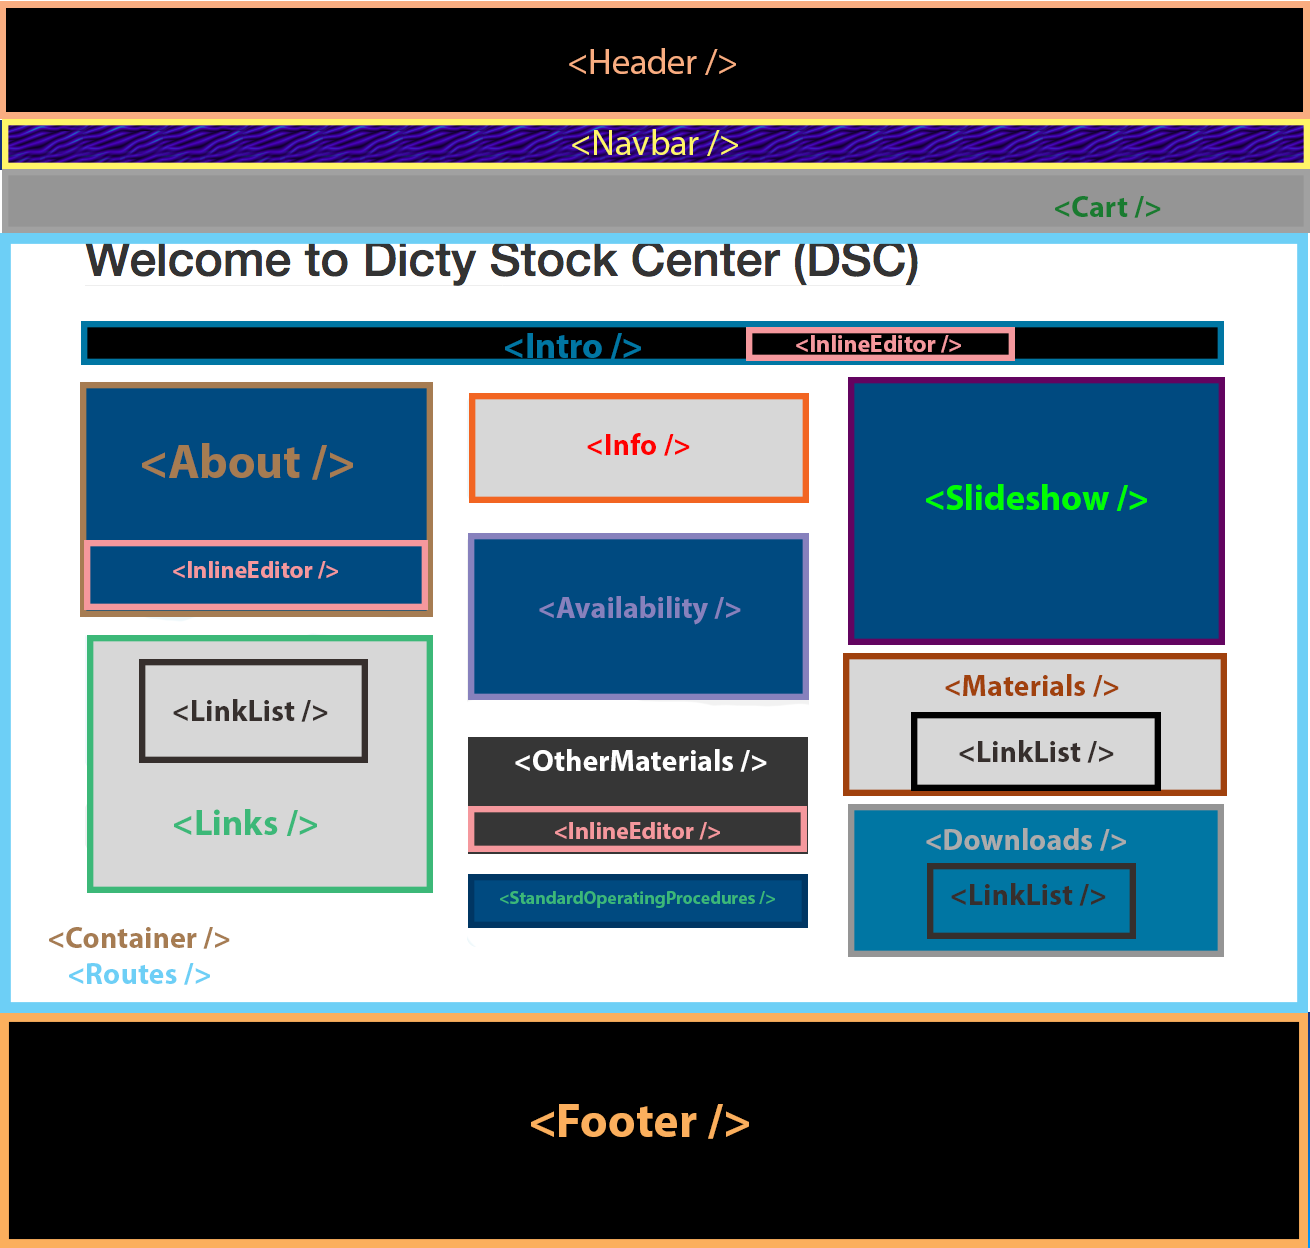 <Header />
<Navbar />
<Cart />
Welcome to Dicty Stock Center (DSC)
<Intro />
<InlineEditor />
<About />
<InlineEditor />
<LinkList />
<Links />
<Info />
<Availability />
<OtherMaterials />
<InlineEditor />
<StandardOperatingProcedures />
<Slideshow />
<Materials />
<LinkList />
<Downloads />
<LinkList />
<Container />
<Routes />
<Footer />